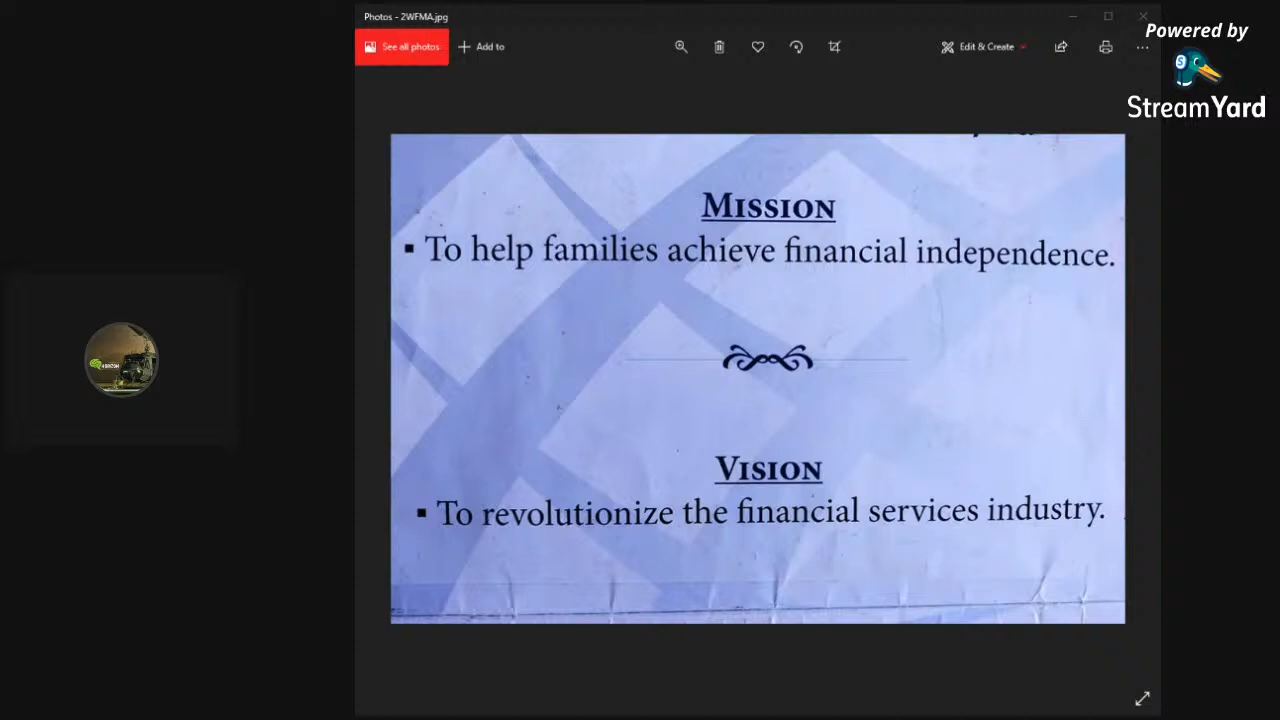 Photos - 2WFMA.jpg
See all photos
Add to
Edit & Create
Powered by
StreamYard
MISSION
▪ To help families achieve financial independence.
VISION
▪ To revolutionize the financial services industry.